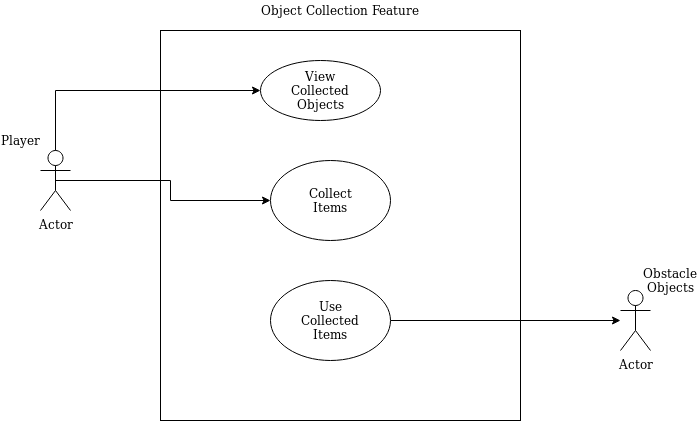 Object Collection Feature
View
Collected
Objects
Player
Actor
Collect
Items
Use
Collected
Items
Obstacle
Objects
Actor